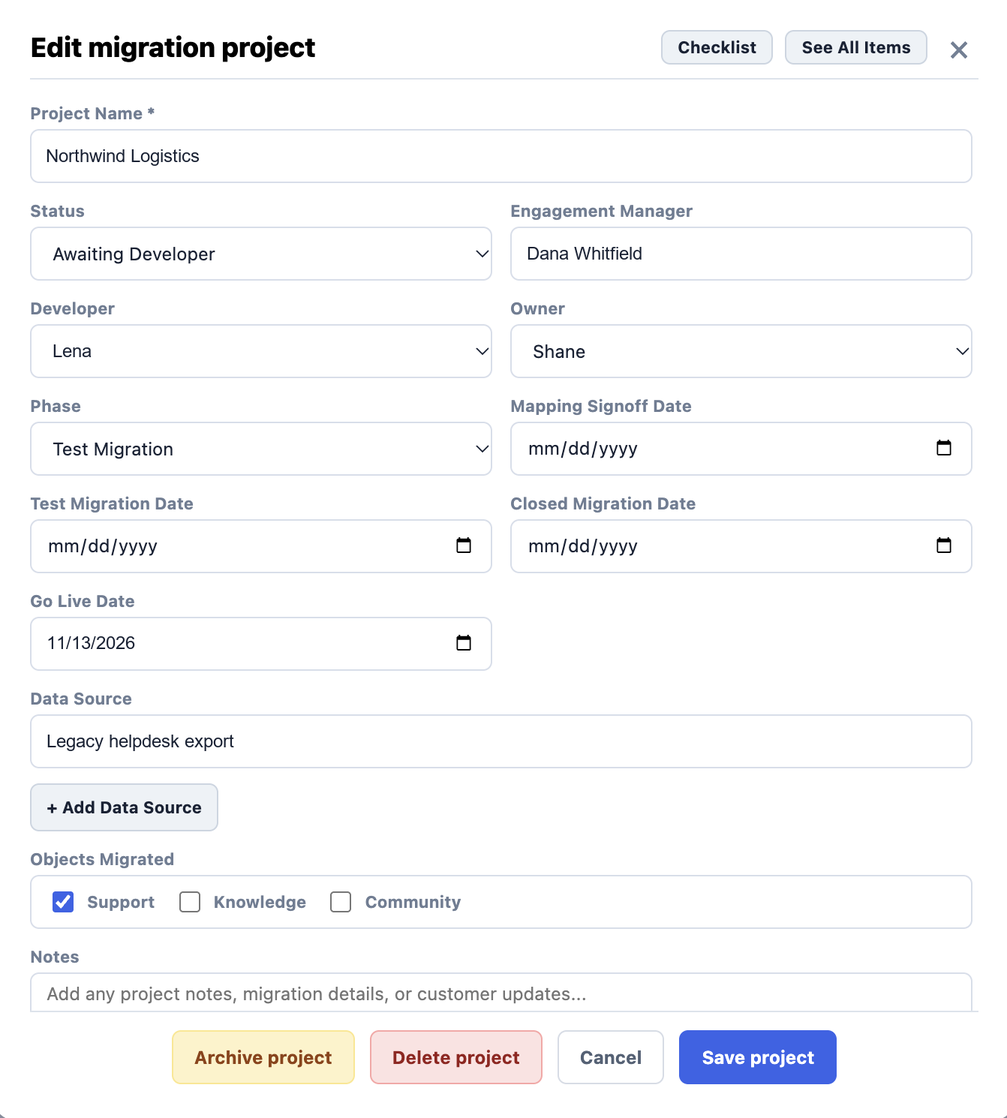 Edit migration project
Checklist
See All Items
Project Name *
Northwind Logistics
Status
Engagement Manager
Awaiting Developer
Dana Whitfield
Developer
Owner
Lena
Shane
Phase
Mapping Signoff Date
Test Migration
mm/dd/yyyy
Test Migration Date
Closed Migration Date
mm/dd/yyyy
mm/dd/yyyy
Go Live Date
11/13/2026
Data Source
Legacy helpdesk export
+ Add Data Source
Objects Migrated
Support
Knowledge
Community
Notes
Add any project notes, migration details, or customer updates...
Archive project
Delete project
Cancel
Save project